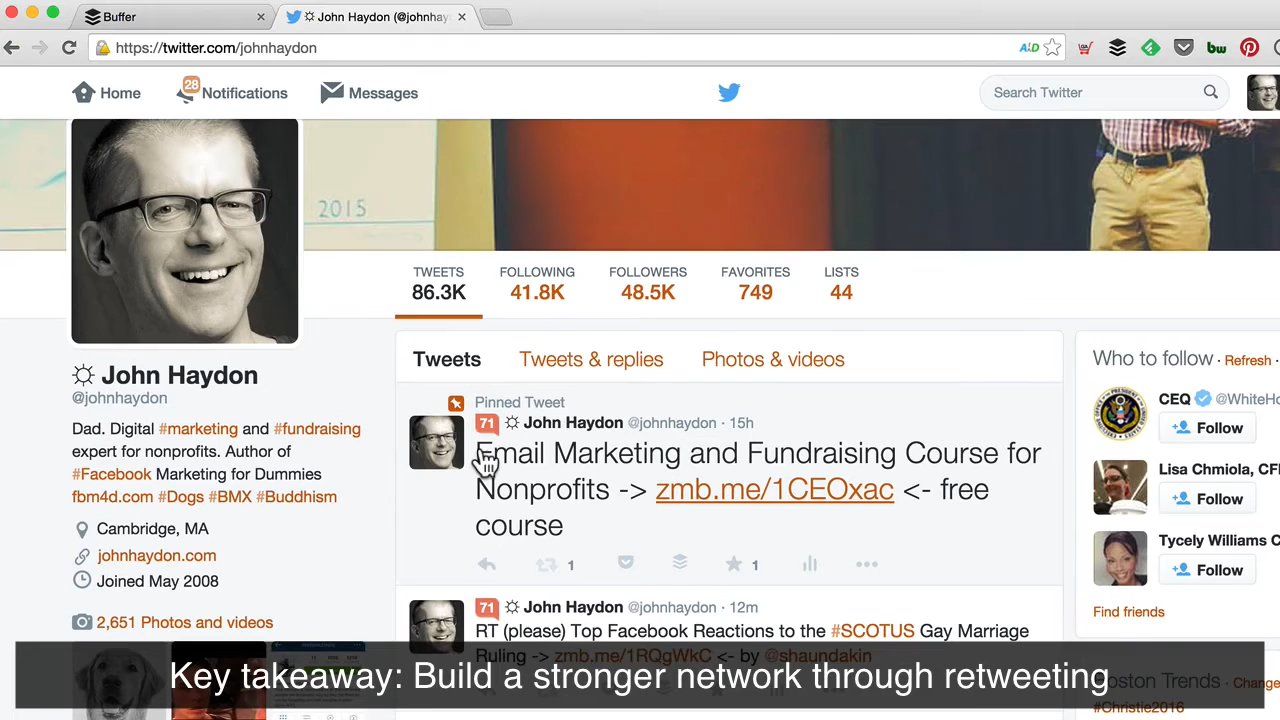 Buffer
John Haydon (@johnhay
https://twitter.com/johnhaydon
A/D
bw
Home
28
Notifications
Messages
Search Twitter
2015
TWEETS
86.3K
FOLLOWING
41.8K
FOLLOWERS
48.5K
FAVORITES
749
LISTS
44
John Haydon
@johnhaydon
Dad. Digital #marketing and #fundraising
expert for nonprofits. Author of
#Facebook Marketing for Dummies
fbm4d.com #Dogs #BMX #Buddhism
Cambridge, MA
johnhaydon.com
Joined May 2008
2,651 Photos and videos
Tweets
Tweets & replies
Photos & videos
Pinned Tweet
71
John Haydon @johnhaydon · 15h
Email Marketing and Fundraising Course for
Nonprofits -> zmb.me/1CEOxac <- free
course
1
1
71
John Haydon @johnhaydon · 12m
RT (please) Top Facebook Reactions to the #SCOTUS Gay Marriage
Ruling -> zmb.me/1RQgWkC <- by @shaundakin
Who to follow · Refresh ·
CEQ @WhiteHo
Follow
Lisa Chmiola, CF
Follow
Tycely Williams C
Follow
Find friends
Boston Trends · Change
#Christie2016
Key takeaway: Build a stronger network through retweeting